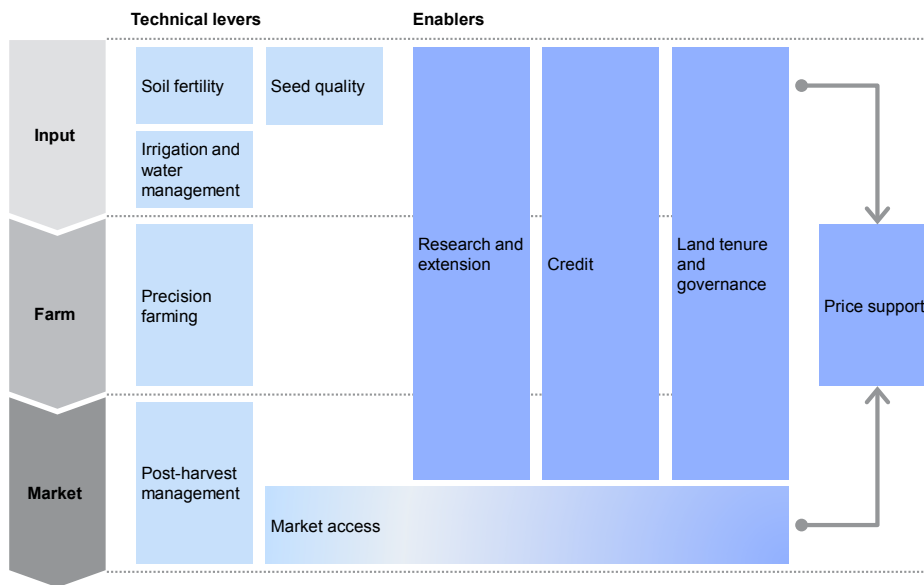 Technical levers
Enablers
Input
Soil fertility
Seed quality
Irrigation and
water
management
Farm
Precision
farming
Research and
extension
Credit
Land tenure
and
governance
Price support
Market
Post-harvest
management
Market access